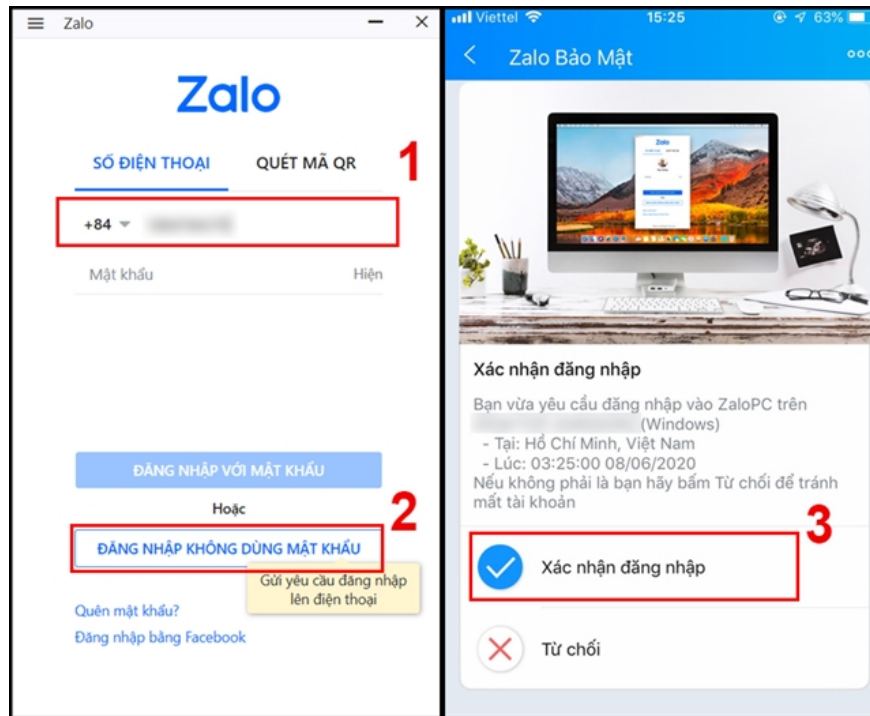 Zalo
Zalo
SỐ ĐIỆN THOẠI
QUÉT MÃ QR
1
+84
Mật khẩu
Hiện
ĐĂNG NHẬP VỚI MẬT KHẨU
Hoặc
2
ĐĂNG NHẬP KHÔNG DÙNG MẬT KHẨU
Gửi yêu cầu đăng nhập
lên điện thoại
Quên mật khẩu?
Đăng nhập bằng Facebook
Viettel
15:25
63%
Zalo Bảo Mật
Zalo
Xác nhận đăng nhập
Bạn vừa yêu cầu đăng nhập vào ZaloPC trên
(Windows)
- Tại: Hồ Chí Minh, Việt Nam
- Lúc: 03:25:00 08/06/2020
Nếu không phải là bạn hãy bấm Từ chối để tránh
mất tài khoản
3
Xác nhận đăng nhập
Từ chối